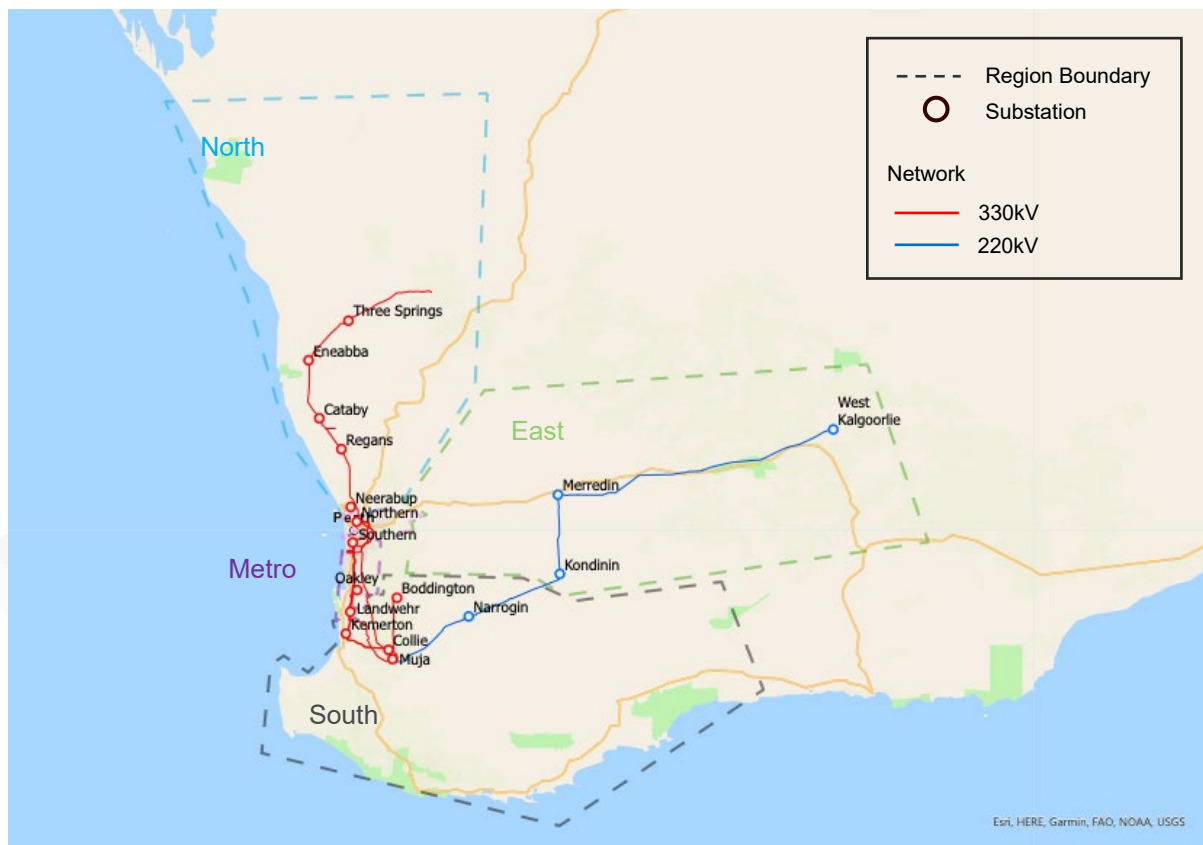 Region Boundary
Substation
Network
330kV
220kV
North
Three Springs
Eneabba
Cataby
Regans
East
West
Kalgoorlie
Merredin
Neerabup
Northern
Perth
Southern
Metro
Kondinin
Oakley
Boddington
Landwehr
Narrogin
Kemerton
Collie
Muja
South
Esri, HERE, Garmin, FAO, NOAA, USGS